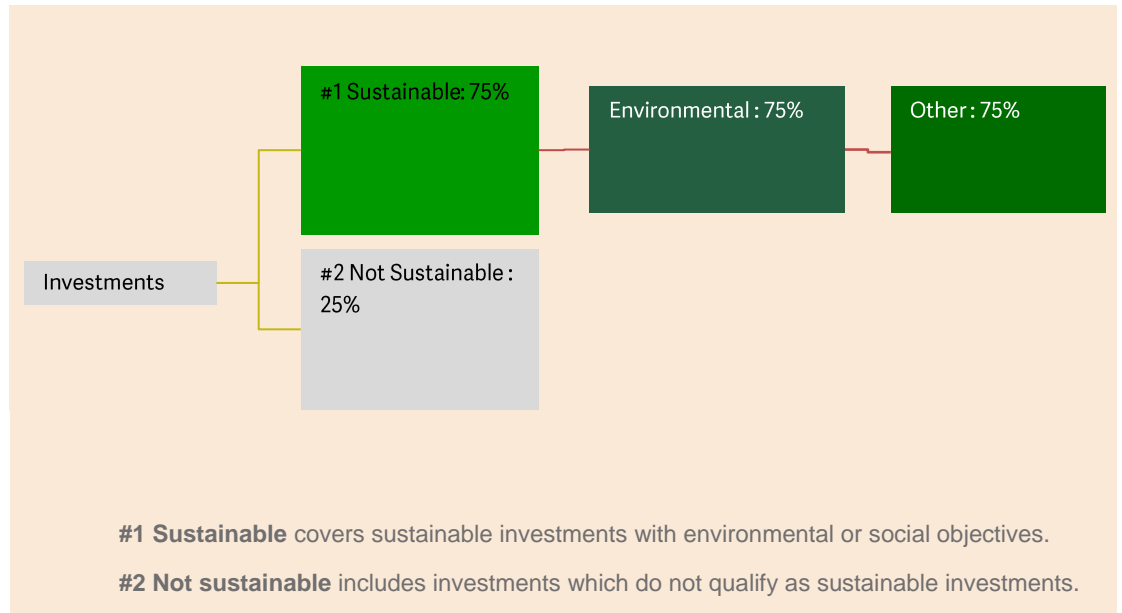 #1 Sustainable: 75%
Environmental : 75%
Other : 75%
Investments
#2 Not Sustainable :
25%
#1 Sustainable covers sustainable investments with environmental or social objectives.
#2 Not sustainable includes investments which do not qualify as sustainable investments.